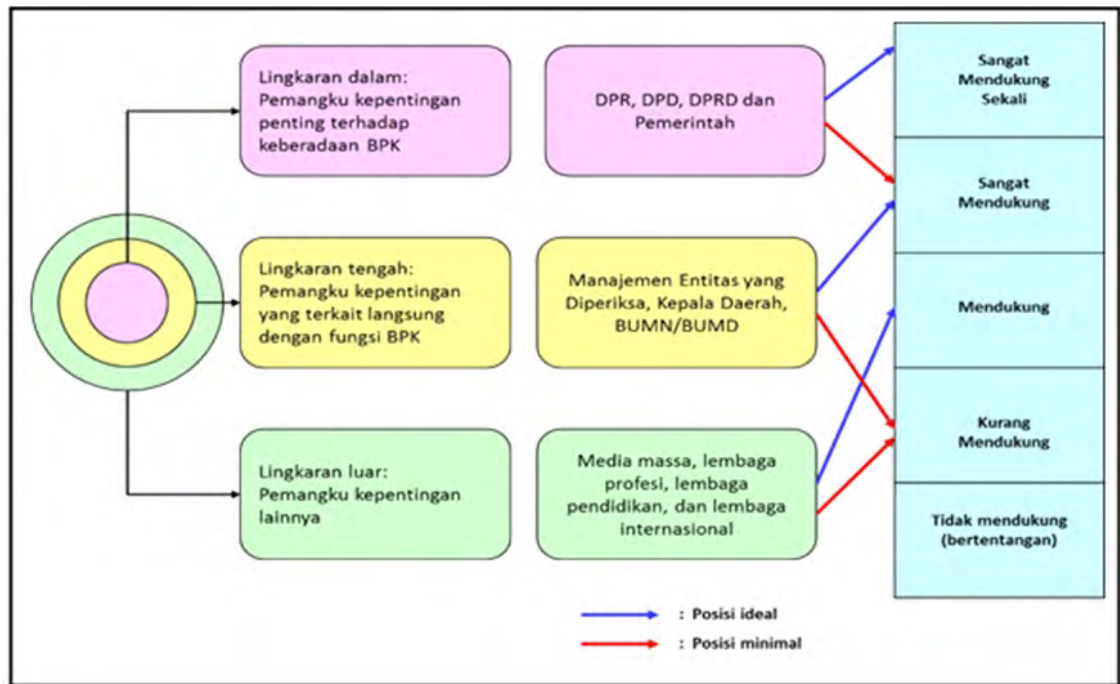 Lingkaran dalam:
Pemangku kepentingan
penting terhadap
keberadaan BPK
DPR, DPD, DPRD dan
Pemerintah
Sangat
Mendukung
Sekali
Sangat
Mendukung
Lingkaran tengah:
Pemangku kepentingan
yang terkait langsung
dengan fungsi BPK
Manajemen Entitas yang
Diperiksa, Kepala Daerah,
BUMN/BUMD
Mendukung
Kurang
Mendukung
Lingkaran luar:
Pemangku kepentingan
lainnya
Media massa, lembaga
profesi, lembaga
pendidikan, dan lembaga
internasional
Tidak mendukung
(bertentangan)
: Posisi ideal
: Posisi minimal